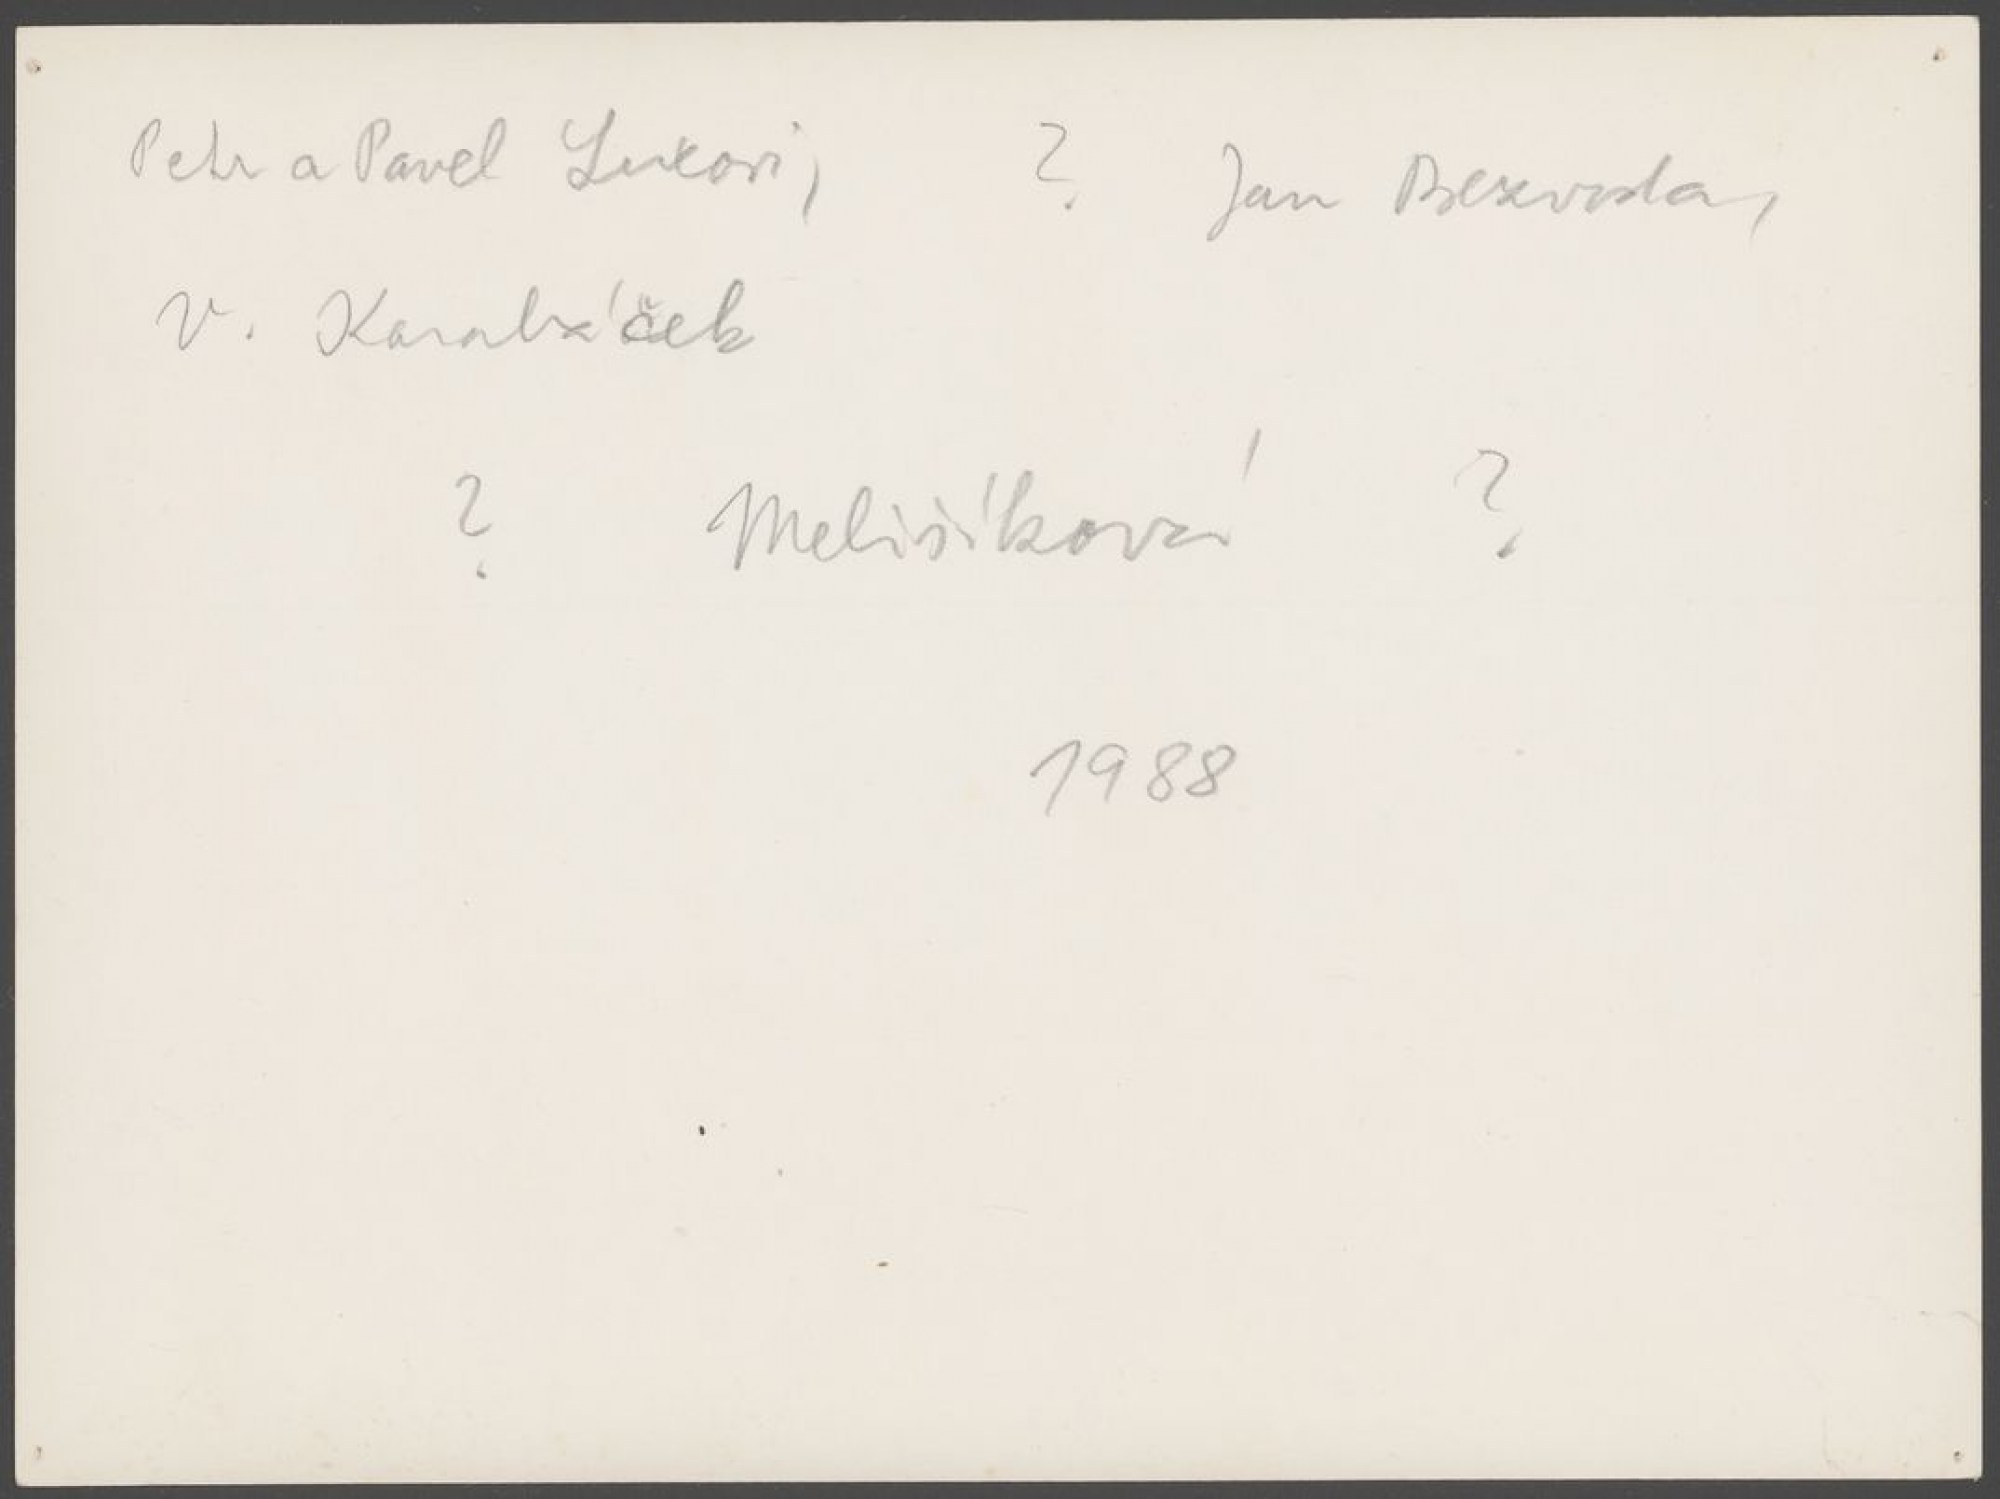 Petr a Pavel Lukovi, ? Jan Bezvoda,
V. Karabáček
? Melišíková ?
1988